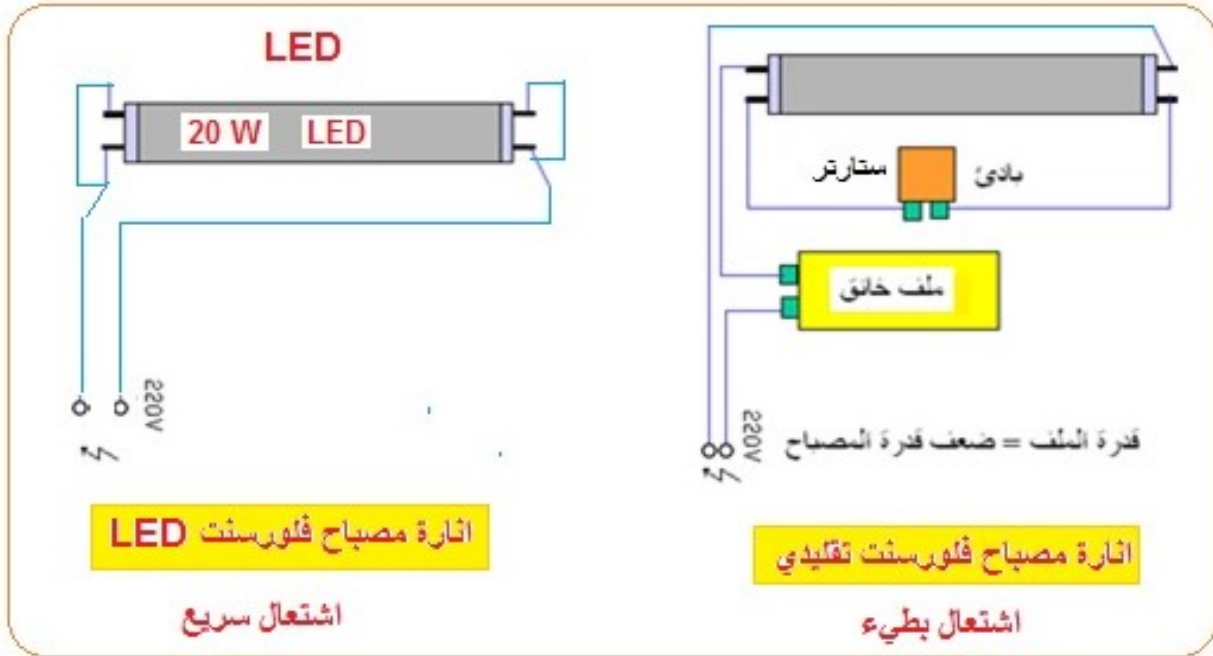 LED
20 W LED
220V
انارة مصباح فلورسنت LED
اشتعال سريع
ستارتر
بادئ
ملف خانق
220V
قدرة الملف = ضعف قدرة المصباح
انارة مصباح فلورسنت تقليدي
اشتعال بطيء